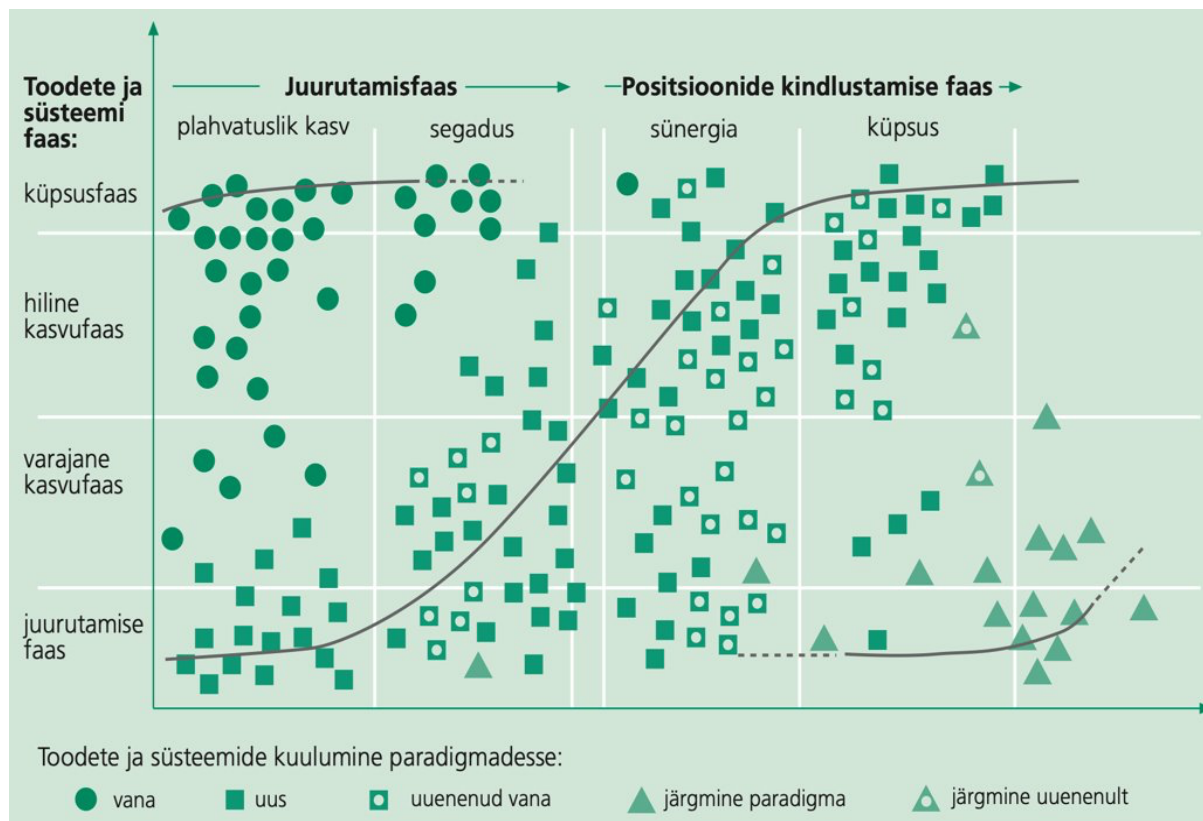 Toodete ja
süsteemi
faas:
Juurutamisfaas
Positsioonide kindlustamise faas
plahvatuslik kasv
segadus
sünergia
küpsus
küpsusfaas
hiline
kasvufaas
varajane
kasvufaas
juurutamise
faas
Toodete ja süsteemide kuulumine paradigmadesse:
vana
uus
uuenenud vana
järgmine paradigma
järgmine uuenenult